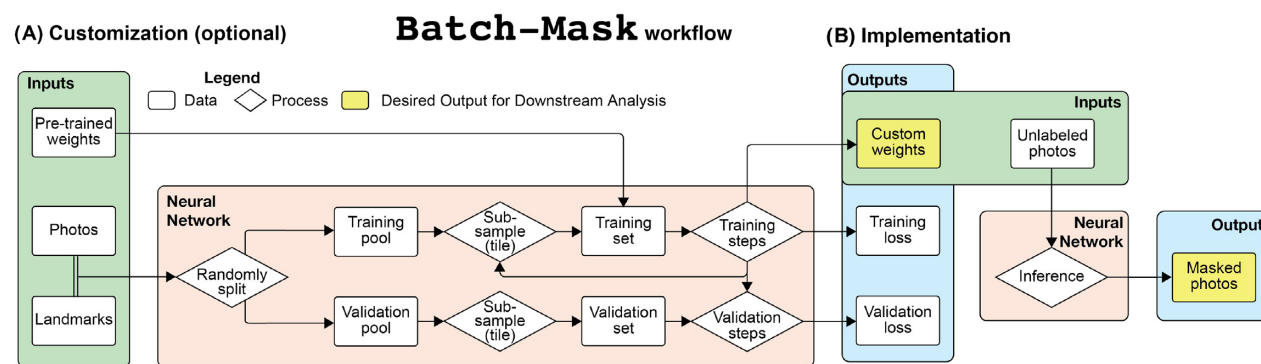 (A) Customization (optional)
Batch-Mask workflow
(B) Implementation
Inputs
Legend
Data
Process
Desired Output for Downstream Analysis
Pre-trained
weights
Photos
Landmarks
Neural
Network
Randomly
split
Training
pool
Sub-
sample
(tile)
Training
set
Training
steps
Validation
pool
Sub-
sample
(tile)
Validation
set
Validation
steps
Outputs
Inputs
Custom
weights
Unlabeled
photos
Training
loss
Validation
loss
Neural
Network
Inference
Output
Masked
photos